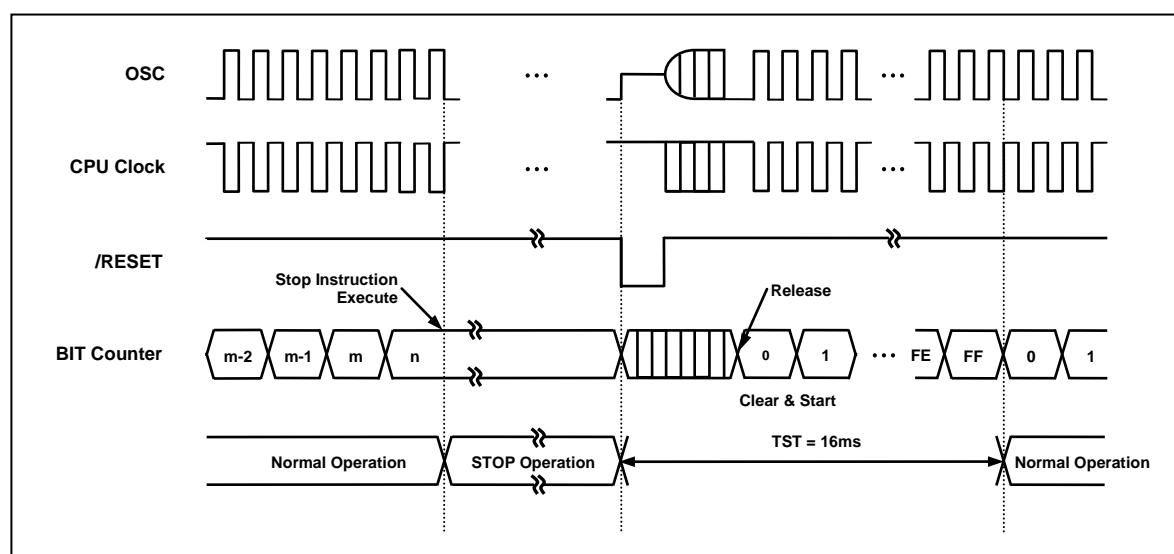 OSC
...
...
CPU Clock
...
...
/RESET
Stop Instruction
Execute
Release
BIT Counter
m-2 m-1 m n 0 1 ... FE FF 0 1
Clear & Start
TST = 16ms
Normal Operation STOP Operation Normal Operation